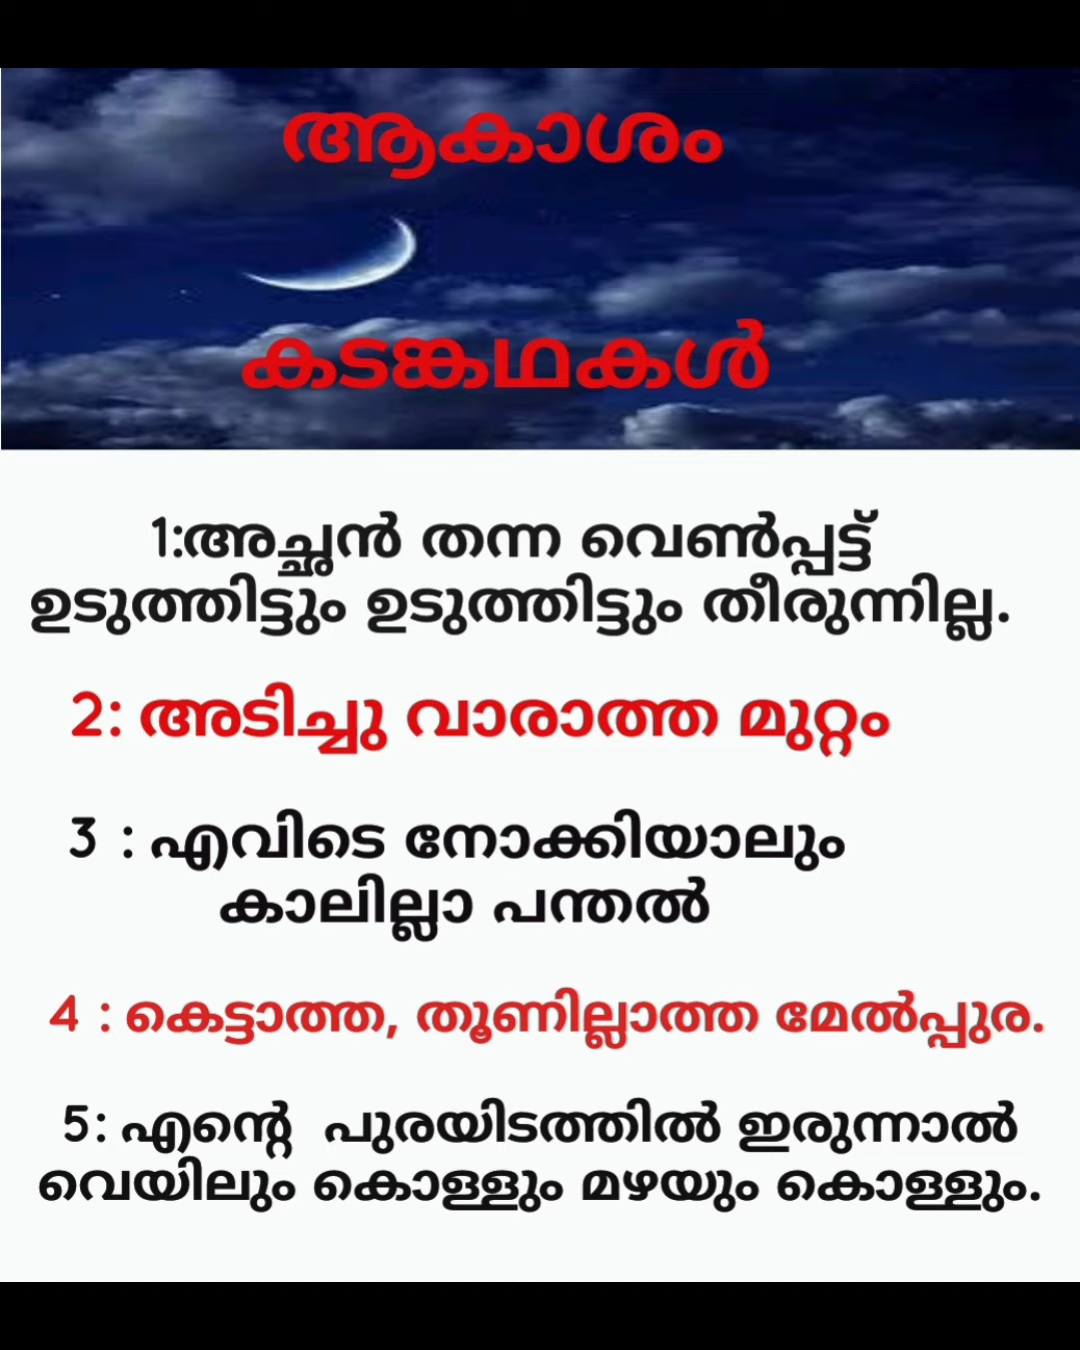 ആകാശം
കടങ്കഥകൾ
1:അച്ഛൻ തന്ന വെൺപ്പട്ട്
ഉടുത്തിട്ടും ഉടുത്തിട്ടും തീരുന്നില്ല.
2: അടിച്ചു വാരാത്ത മുറ്റം
3 : എവിടെ നോക്കിയാലും
കാലില്ലാ പന്തൽ
4 : കെട്ടാത്ത, തൂണില്ലാത്ത മേൽപ്പുര.
5: എന്റെ പുരയിടത്തിൽ ഇരുന്നാൽ
വെയിലും കൊള്ളും മഴയും കൊള്ളും.